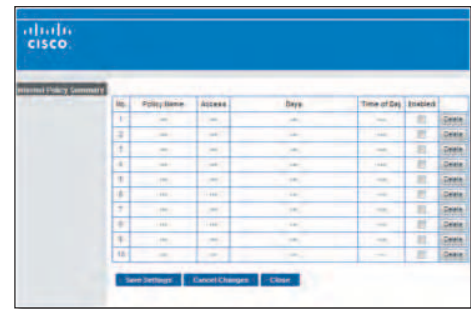 CISCO
Internet Policy Summary
No. Policy Name Access Days Time of Day Enabled
1 --- --- --- --- Delete
2 --- --- --- --- Delete
3 --- --- --- --- Delete
4 --- --- --- --- Delete
5 --- --- --- --- Delete
6 --- --- --- --- Delete
7 --- --- --- --- Delete
8 --- --- --- --- Delete
9 --- --- --- --- Delete
10 --- --- --- --- Delete
Save Settings Cancel Changes Close